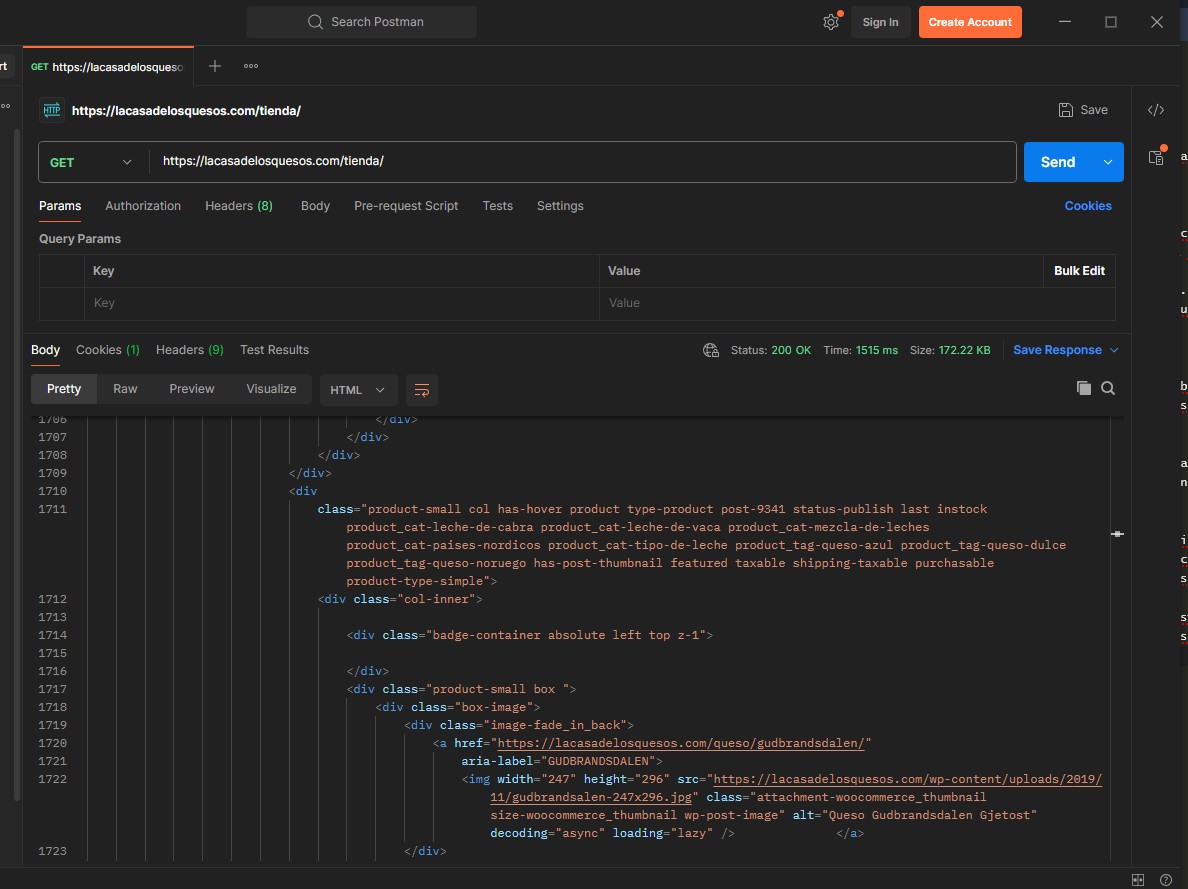 Search Postman
Sign In
Create Account
rt
GET https://lacasadelosqueso
https://lacasadelosquesos.com/tienda/
Save
GET https://lacasadelosquesos.com/tienda/
Send
Params Authorization Headers (8) Body Pre-request Script Tests Settings Cookies
Query Params
Key Value Bulk Edit
Key Value
Body Cookies (1) Headers (9) Test Results Status: 200 OK Time: 1515 ms Size: 172.22 KB Save Response
Pretty Raw Preview Visualize HTML
1706 </div>
1707 </div>
1708 </div>
1709 </div>
1710 <div
1711 class="product-small col has-hover product type-product post-9341 status-publish last instock
product_cat-leche-de-cabra product_cat-leche-de-vaca product_cat-mezcla-de-leches
product_cat-paises-nordicos product_cat-tipo-de-leche product_tag-queso-azul product_tag-queso-dulce
product_tag-queso-noruego has-post-thumbnail featured taxable shipping-taxable purchasable
product-type-simple">
1712 <div class="col-inner">
1713
1714 <div class="badge-container absolute left top z-1">
1715
1716 </div>
1717 <div class="product-small box ">
1718 <div class="box-image">
1719 <div class="image-fade_in_back">
1720 <a href="https://lacasadelosquesos.com/queso/gudbrandsdalen/"
1721 aria-label="GUDBRANDSDALEN">
1722 <img width="247" height="296" src="https://lacasadelosquesos.com/wp-content/uploads/2019/
11/gudbrandsalen-247x296.jpg" class="attachment-woocommerce_thumbnail
size-woocommerce_thumbnail wp-post-image" alt="Queso Gudbrandsdalen Gjetost"
decoding="async" loading="lazy" /> </a>
1723 </div>